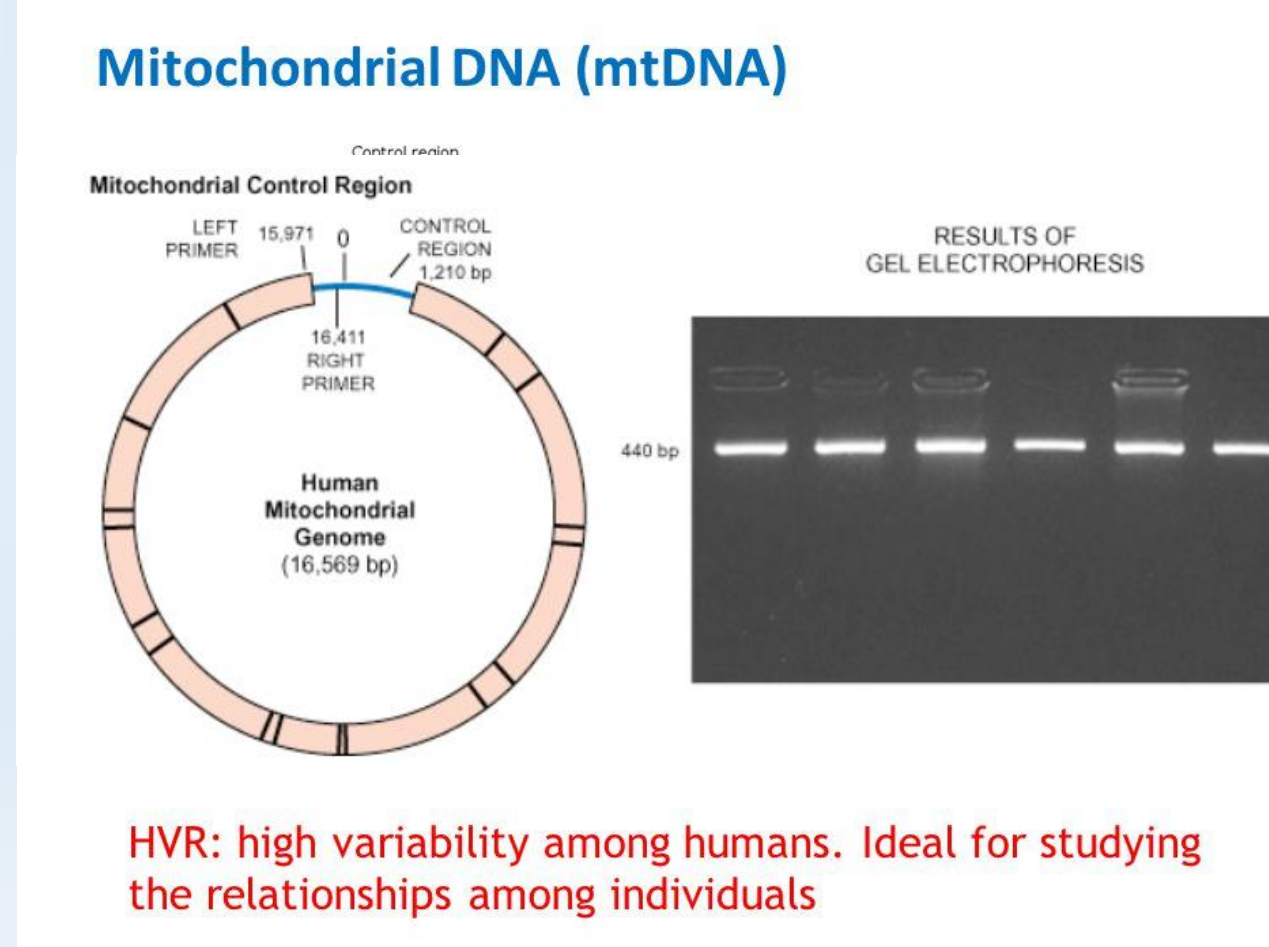 Mitochondrial DNA (mtDNA)
Control region
Mitochondrial Control Region
LEFT
PRIMER
15,971
0
CONTROL
REGION
1,210 bp
16,411
RIGHT
PRIMER
Human
Mitochondrial
Genome
(16,569 bp)
RESULTS OF
GEL ELECTROPHORESIS
440 bp
HVR: high variability among humans. Ideal for studying
the relationships among individuals